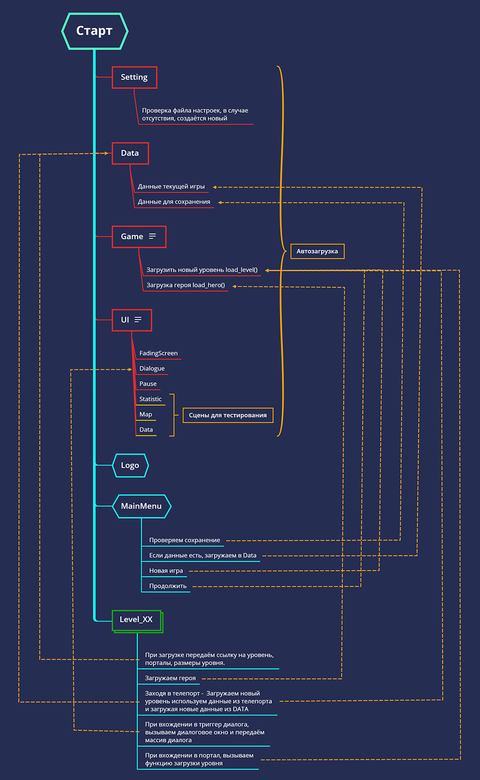 Старт
Setting
Проверка файла настроек, в случае
отсутствия, создаётся новый
Data
Данные текущей игры
Данные для сохранения
Game
Автозагрузка
Загрузить новый уровень load_level()
Загрузка героя load_hero()
UI
FadingScreen
Dialogue
Pause
Statistic
Map
Сцены для тестирования
Data
Logo
MainMenu
Проверяем сохранение
Если данные есть, загружаем в Data
Новая игра
Продолжить
Level_XX
При загрузке передаём ссылку на уровень,
порталы, размеры уровня.
Загружаем героя
Заходя в телепорт - Загружаем новый
уровень используем данные из телепорта
и загружая новые данные из DATA
При вхождении в триггер диалога,
вызываем диалоговое окно и передаём
массив диалога
При вхождении в портал, вызываем
функцию загрузки уровня